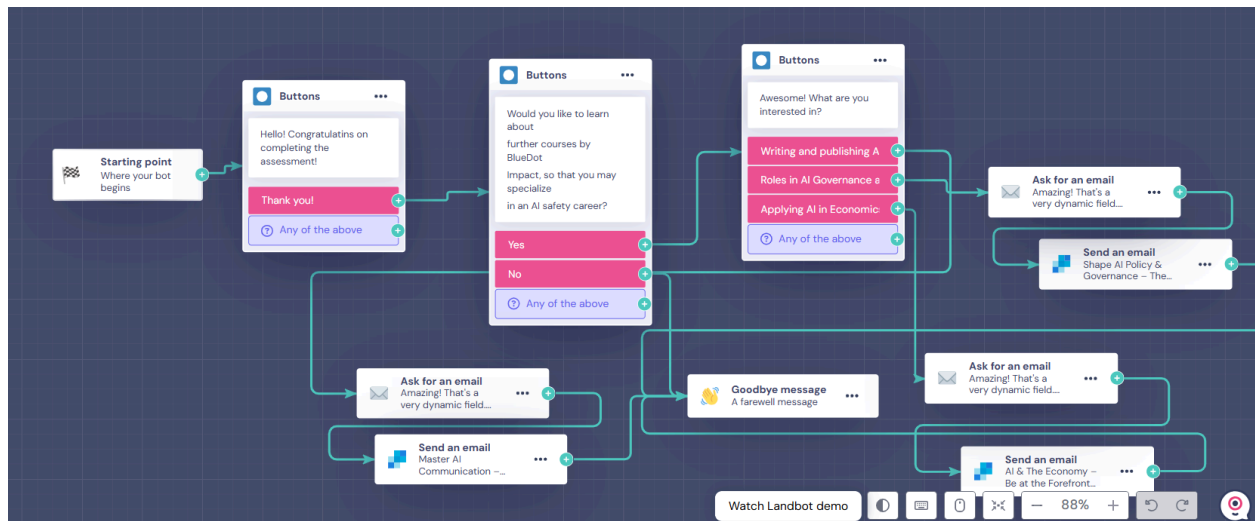 Starting point
Where your bot
begins
Buttons
Hello! Congratulatins on
completing the
assessment!
Thank you!
Any of the above
Buttons
Would you like to learn
about
further courses by
BlueDot
Impact, so that you may
specialize
in an AI safety career?
Yes
No
Any of the above
Buttons
Awesome! What are you
interested in?
Writing and publishing A
Roles in AI Governance a
Applying AI in Economic
Any of the above
Ask for an email
Amazing! That's a
very dynamic field....
Send an email
Shape AI Policy &
Governance – The...
Ask for an email
Amazing! That's a
very dynamic field....
Send an email
Master AI
Communication –...
Goodbye message
A farewell message
Ask for an email
Amazing! That's a
very dynamic field....
Send an email
AI & The Economy –
Be at the Forefront...
Watch Landbot demo
88%